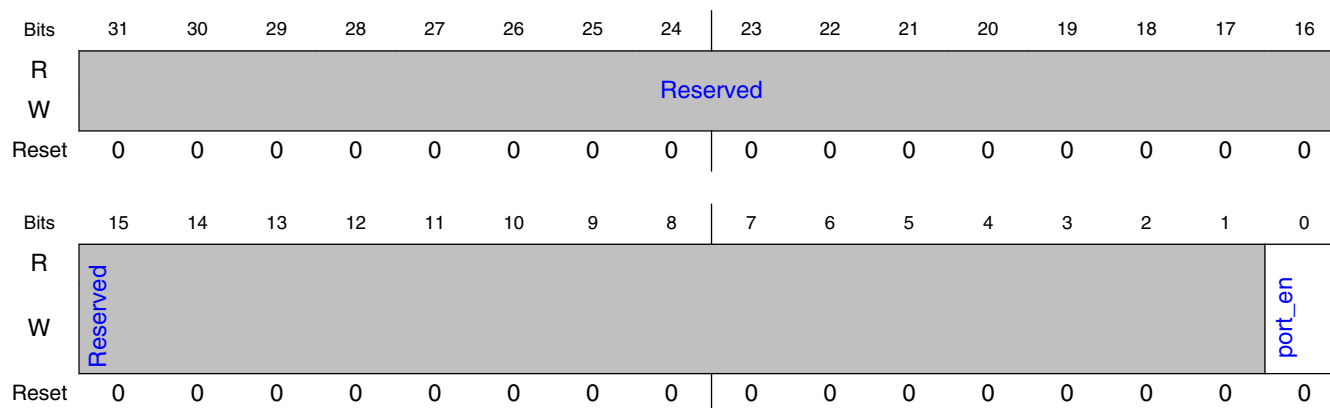 Bits 31 30 29 28 27 26 25 24 23 22 21 20 19 18 17 16
R
Reserved
W
Reset 0 0 0 0 0 0 0 0 0 0 0 0 0 0 0 0
Bits 15 14 13 12 11 10 9 8 7 6 5 4 3 2 1 0
R
Reserved
port_en
W
Reset 0 0 0 0 0 0 0 0 0 0 0 0 0 0 0 0